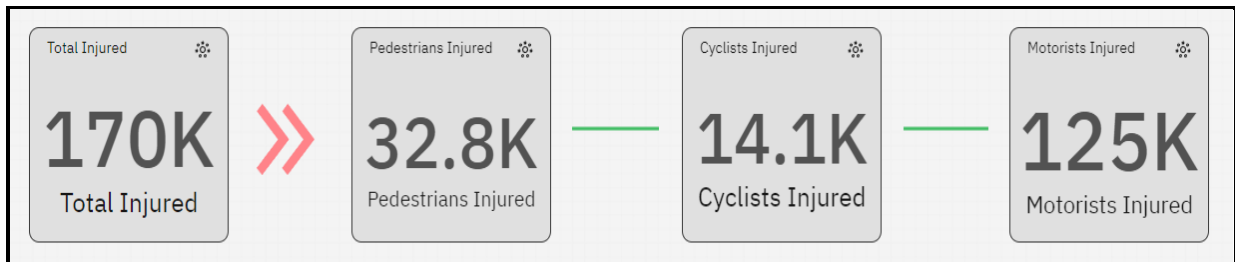 Total Injured
170K
Total Injured
Pedestrians Injured
32.8K
Pedestrians Injured
Cyclists Injured
14.1K
Cyclists Injured
Motorists Injured
125K
Motorists Injured